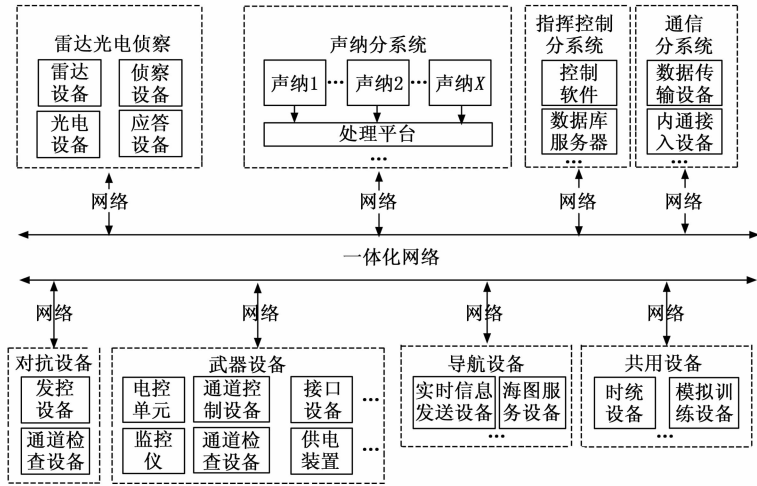 雷达光电侦察
雷达
设备
侦察
设备
光电
设备
应答
设备
声纳分系统
声纳1
…
声纳2
…
声纳X
处理平台
…
指挥控制
分系统
控制
软件
数据库
服务器
…
通信
分系统
数据传
输设备
内通接
入设备
…
网络
网络
网络
网络
一体化网络
网络
网络
网络
网络
对抗设备
发控
设备
通道检
查设备
武器设备
电控
单元
通道控
制设备
接口
设备
…
监控
仪
通道检
查设备
供电
装置
…
导航设备
实时信息
发送设备
海图服
务设备
…
共用设备
时统
设备
模拟训
练设备
…